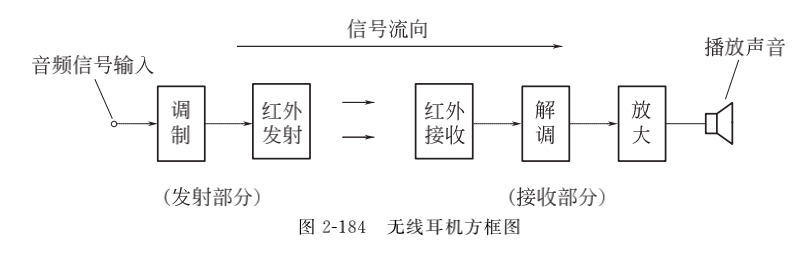 信号流向
播放声音
音频信号输入
调制
红外发射
红外接收
解调
放大
(发射部分)
(接收部分)
图 2-184 无线耳机方框图